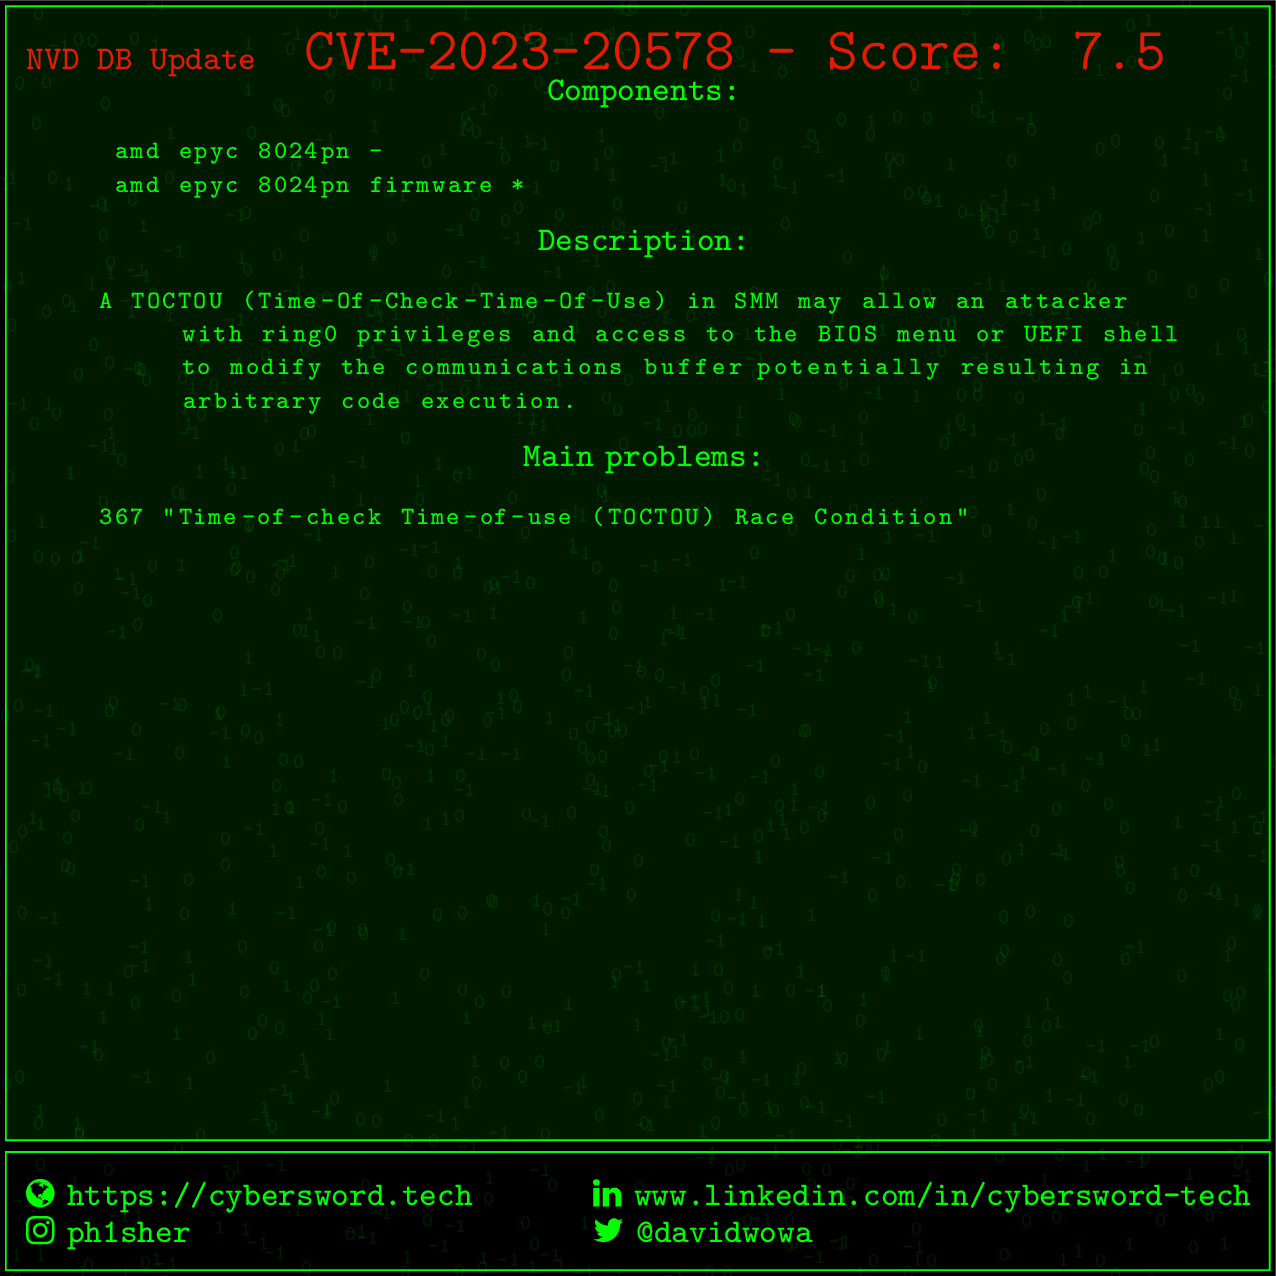 NVD DB Update CVE-2023-20578 - Score: 7.5
Components:
amd epyc 8024pn -
amd epyc 8024pn firmware *
Description:
A TOCTOU (Time-Of-Check-Time-Of-Use) in SMM may allow an attacker
with ring0 privileges and access to the BIOS menu or UEFI shell
to modify the communications buffer potentially resulting in
arbitrary code execution.
Main problems:
367 "Time-of-check Time-of-use (TOCTOU) Race Condition"
https://cybersword.tech
www.linkedin.com/in/cybersword-tech
ph1sher
@davidwowa